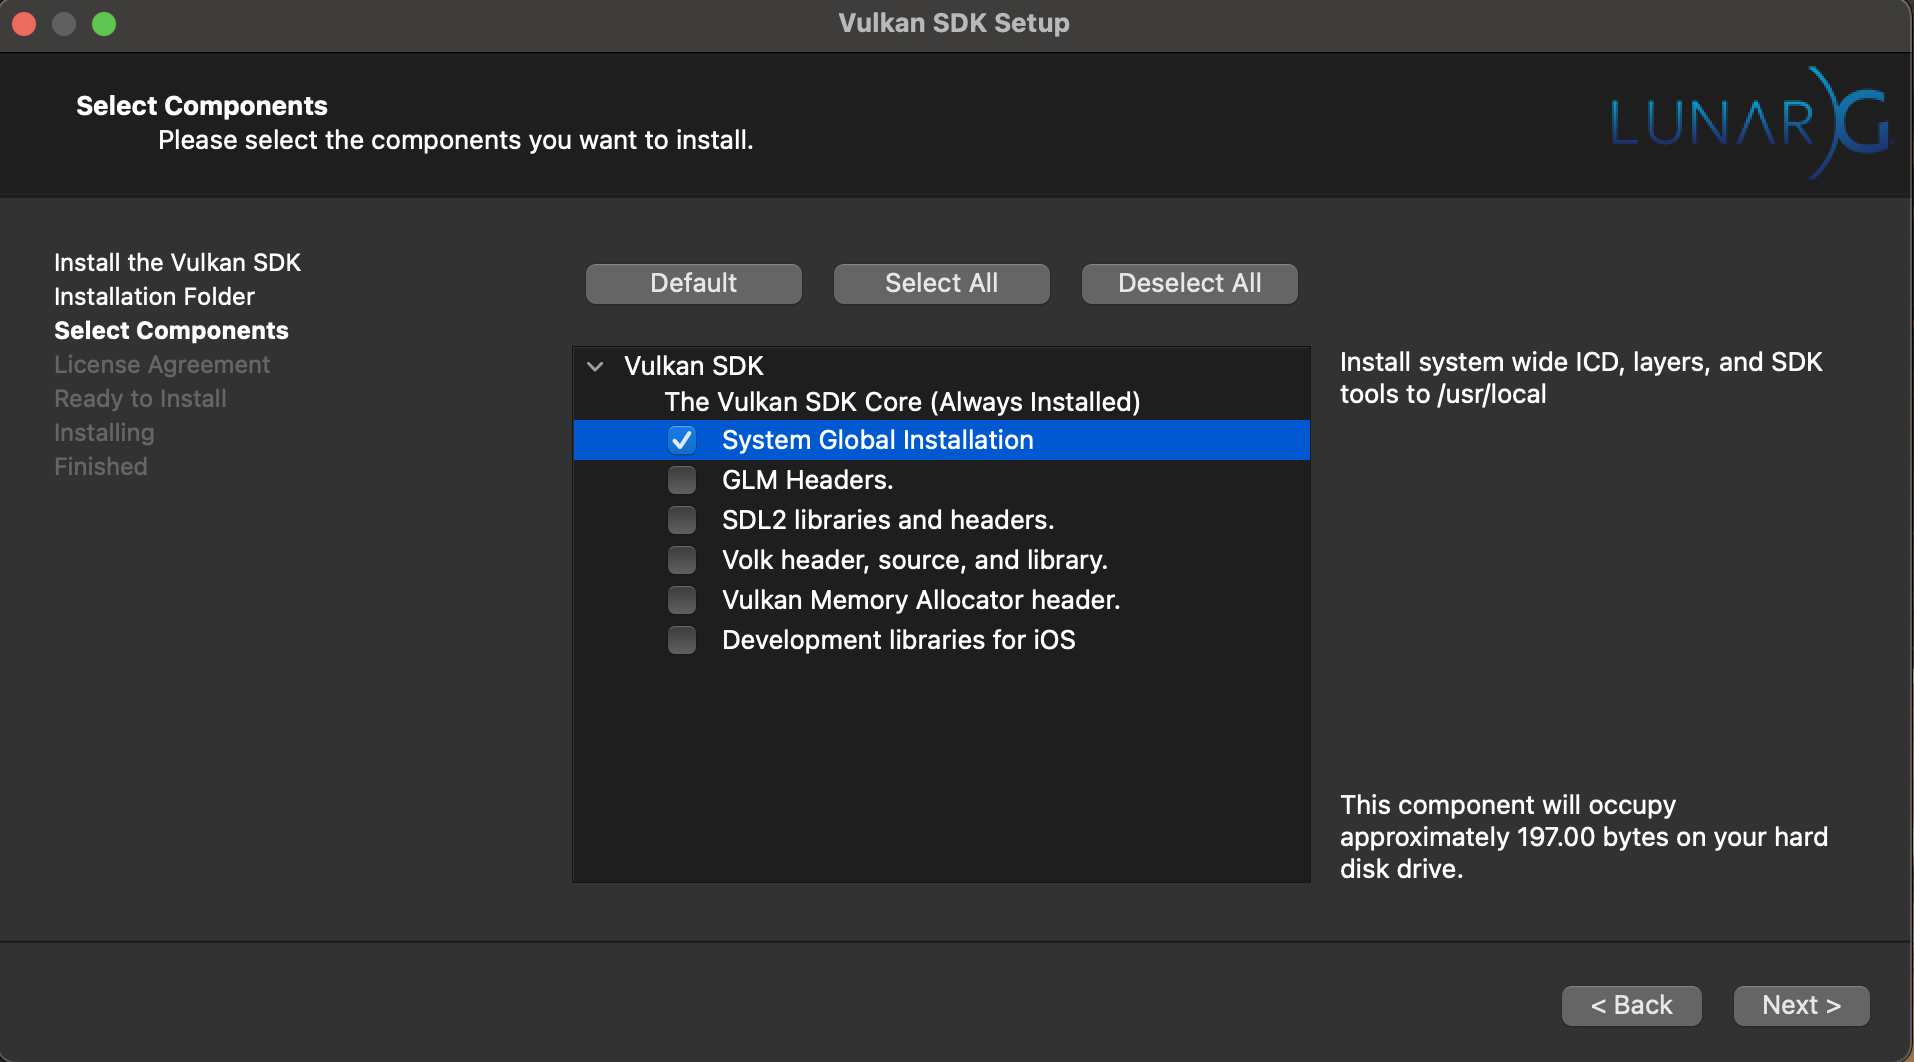 Vulkan SDK Setup
Select Components
Please select the components you want to install.
LUNARG
Install the Vulkan SDK
Installation Folder
Select Components
License Agreement
Ready to Install
Installing
Finished
Default
Select All
Deselect All
Vulkan SDK
The Vulkan SDK Core (Always Installed)
System Global Installation
GLM Headers.
SDL2 libraries and headers.
Volk header, source, and library.
Vulkan Memory Allocator header.
Development libraries for iOS
Install system wide ICD, layers, and SDK
tools to /usr/local
This component will occupy
approximately 197.00 bytes on your hard
disk drive.
< Back
Next >